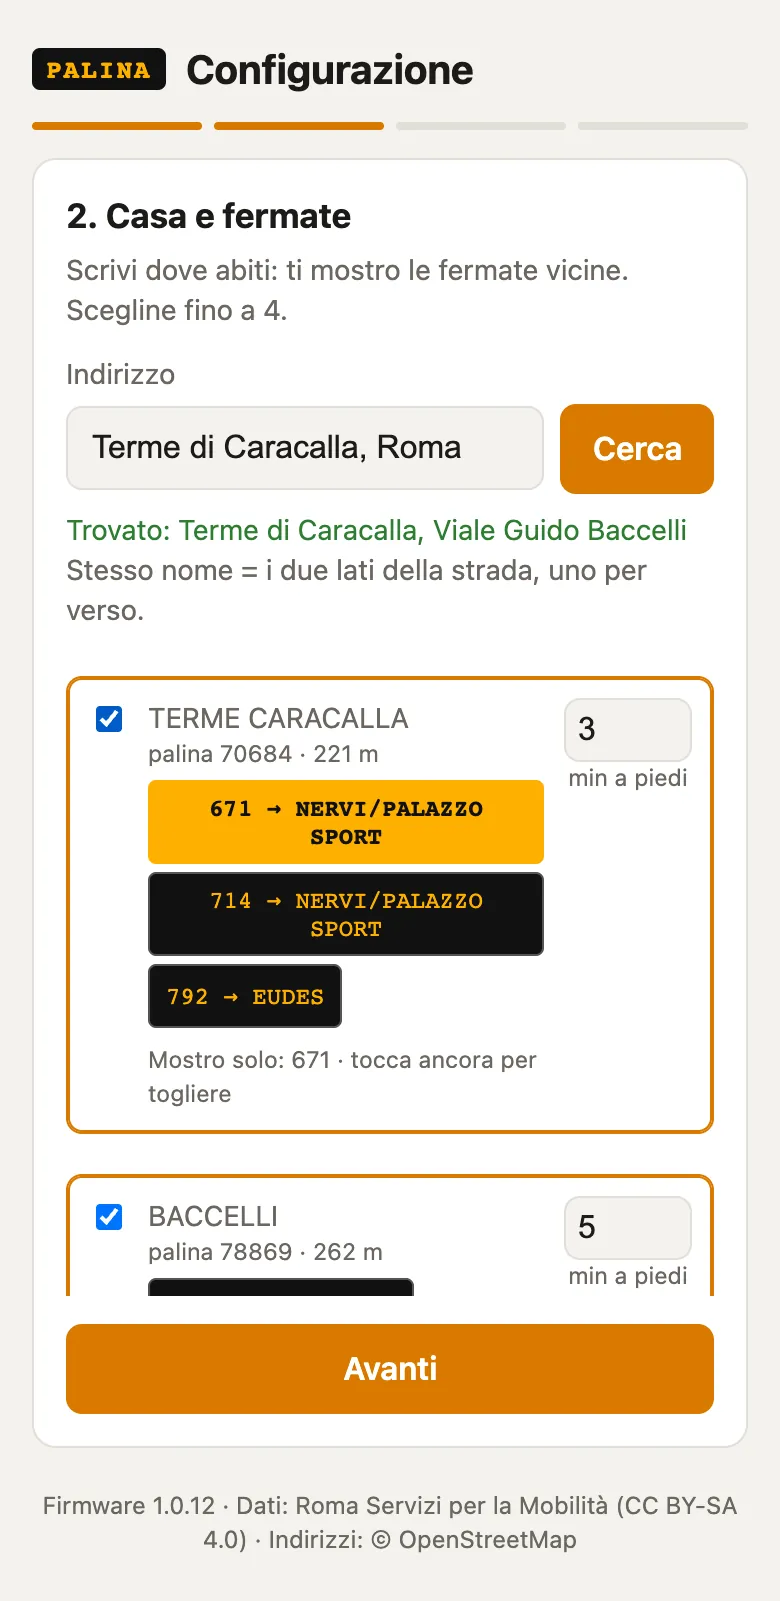 PALINA Configurazione
2. Casa e fermate
Scrivi dove abiti: ti mostro le fermate vicine.
Scegline fino a 4.
Indirizzo
Terme di Caracalla, Roma
Cerca
Trovato: Terme di Caracalla, Viale Guido Baccelli
Stesso nome = i due lati della strada, uno per
verso.
TERME CARACALLA
palina 70684 · 221 m
3
min a piedi
671 → NERVI/PALAZZO
SPORT
714 → NERVI/PALAZZO
SPORT
792 → EUDES
Mostro solo: 671 · tocca ancora per
togliere
BACCELLI
palina 78869 · 262 m
5
min a piedi
Avanti
Firmware 1.0.12 · Dati: Roma Servizi per la Mobilità (CC BY-SA
4.0) · Indirizzi: © OpenStreetMap